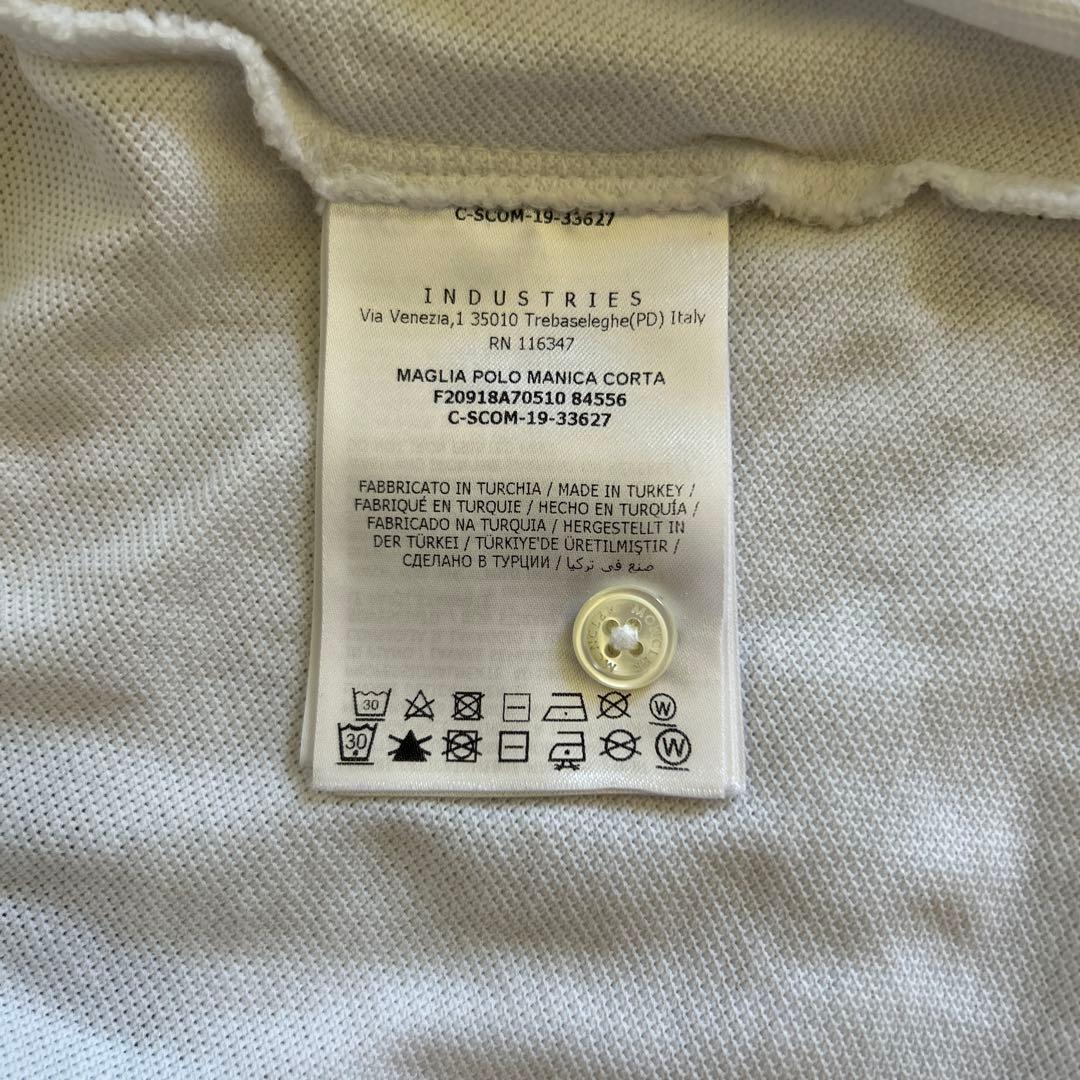 C-SCOM-19-33627
INDUSTRIES
Via Venezia,1 35010 Trebaseleghe(PD) Italy
RN 116347
MAGLIA POLO MANICA CORTA
F20918A70510 84556
C-SCOM-19-33627
FABBRICATO IN TURCHIA / MADE IN TURKEY /
FABRIQUÉ EN TURQUIE / HECHO EN TURQUÍA /
FABRICADO NA TURQUIA / HERGESTELLT IN
DER TÜRKEI / TÜRKIYE'DE ÜRETILMIŞTIR /
СДЕЛАНО В ТУРЦИИ / صنع في تركيا
MONCLER MONCLER
30 W
30 W